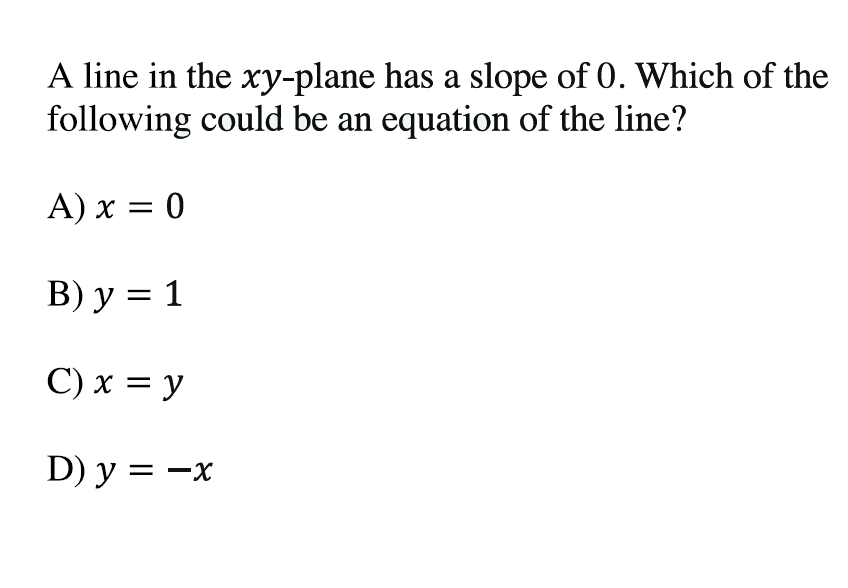 A line in the xy-plane has a slope of 0. Which of the
following could be an equation of the line?
A) x = 0
B) y = 1
C) x = y
D) y = −x